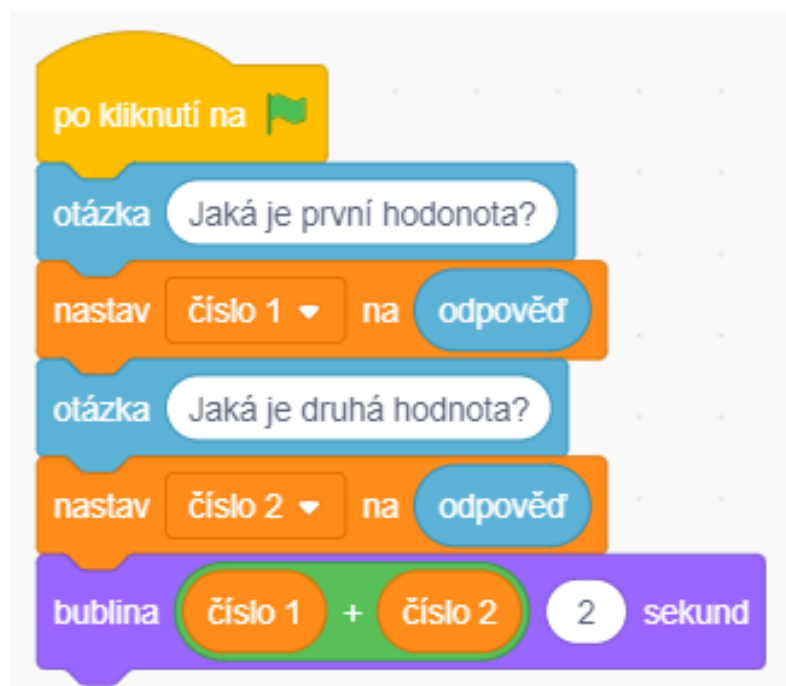 po kliknutí na
otázka Jaká je první hodonota?
nastav číslo 1 na odpověď
otázka Jaká je druhá hodnota?
nastav číslo 2 na odpověď
bublina číslo 1 + číslo 2 2 sekund